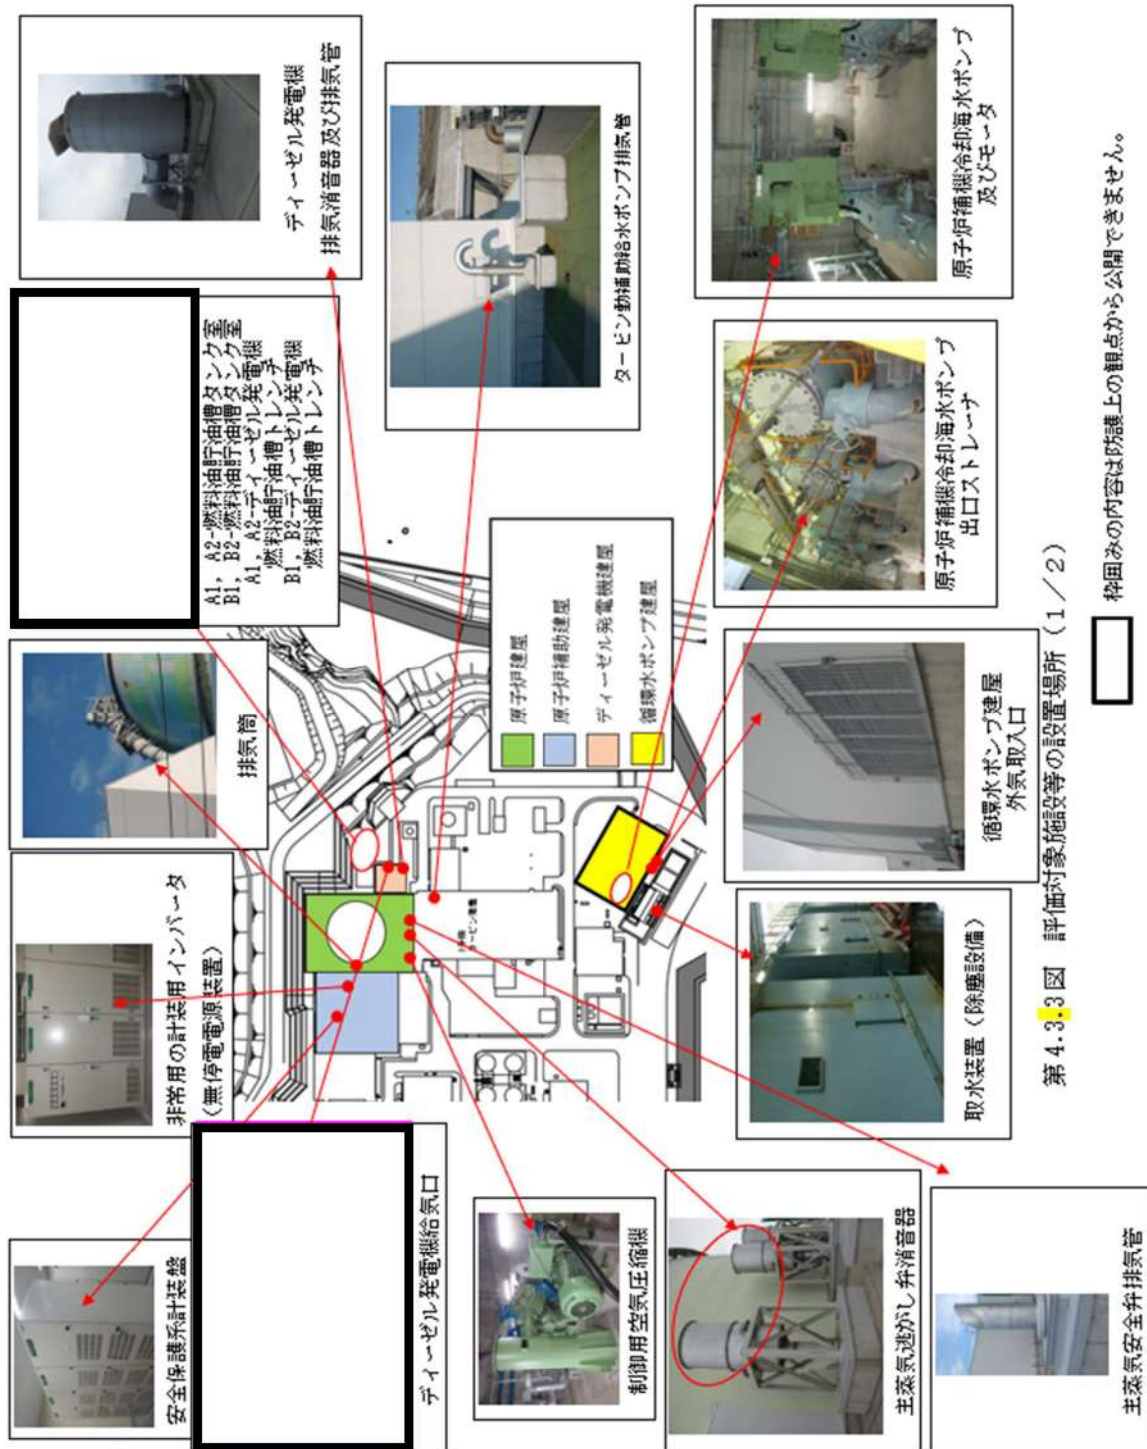 安全保護系計装盤
非常用の計装用インバータ
(無停電電源装置)
排気筒
A1, A2-燃料油貯油槽タンク室
B1, B2-燃料油貯油槽タンク室
A1, A2-ディーゼル発電機
燃料油貯油槽トレンチ
B1, B2-ディーゼル発電機
燃料油貯油槽トレンチ
ディーゼル発電機
排気消音器及び排気管
ディーゼル発電機給気口
タービン動補助給水ポンプ排気管
制御用空気圧縮機
タービン建屋
原子炉建屋
原子炉補助建屋
ディーゼル発電機建屋
循環水ポンプ建屋
主蒸気逃がし弁消音器
取水装置(除塵設備)
循環水ポンプ建屋
外気取入口
原子炉補機冷却海水ポンプ
出口ストレーナ
原子炉補機冷却海水ポンプ
及びモータ
主蒸気安全弁排気管
第4.3.3図 評価対象施設等の設置場所(1/2)
枠囲みの内容は防護上の観点から公開できません。